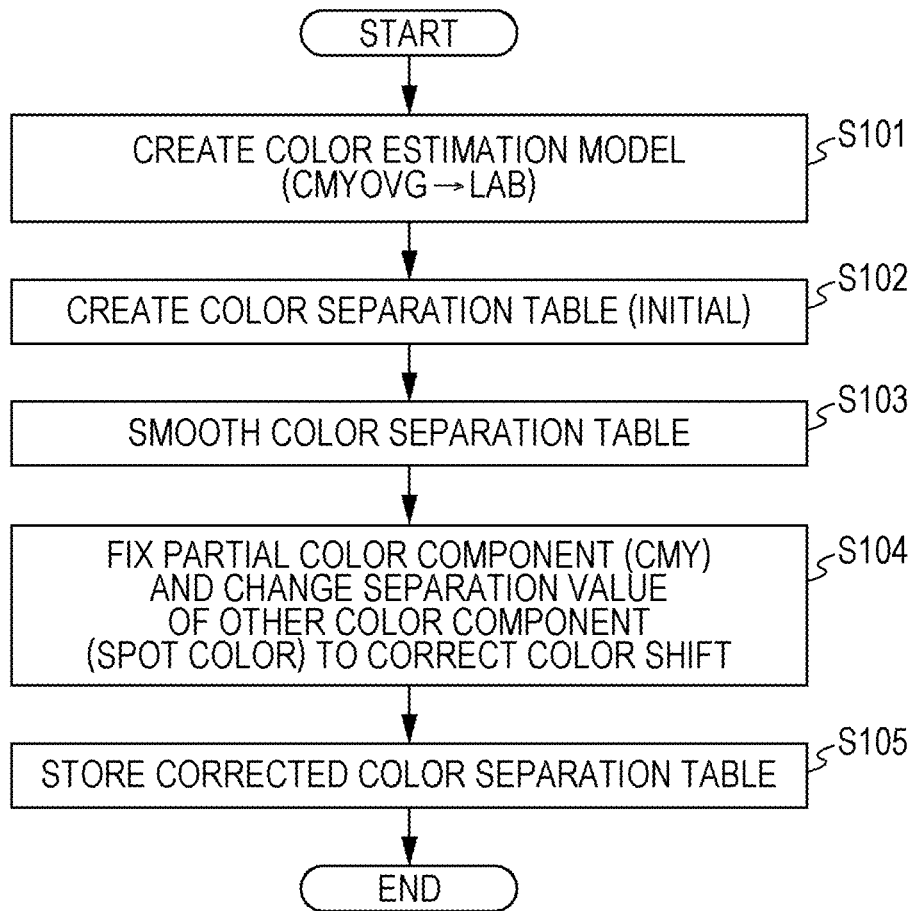 START
CREATE COLOR ESTIMATION MODEL
(CMYOVG→LAB)
S101
CREATE COLOR SEPARATION TABLE (INITIAL)
S102
SMOOTH COLOR SEPARATION TABLE
S103
FIX PARTIAL COLOR COMPONENT (CMY)
AND CHANGE SEPARATION VALUE
OF OTHER COLOR COMPONENT
(SPOT COLOR) TO CORRECT COLOR SHIFT
S104
STORE CORRECTED COLOR SEPARATION TABLE
S105
END